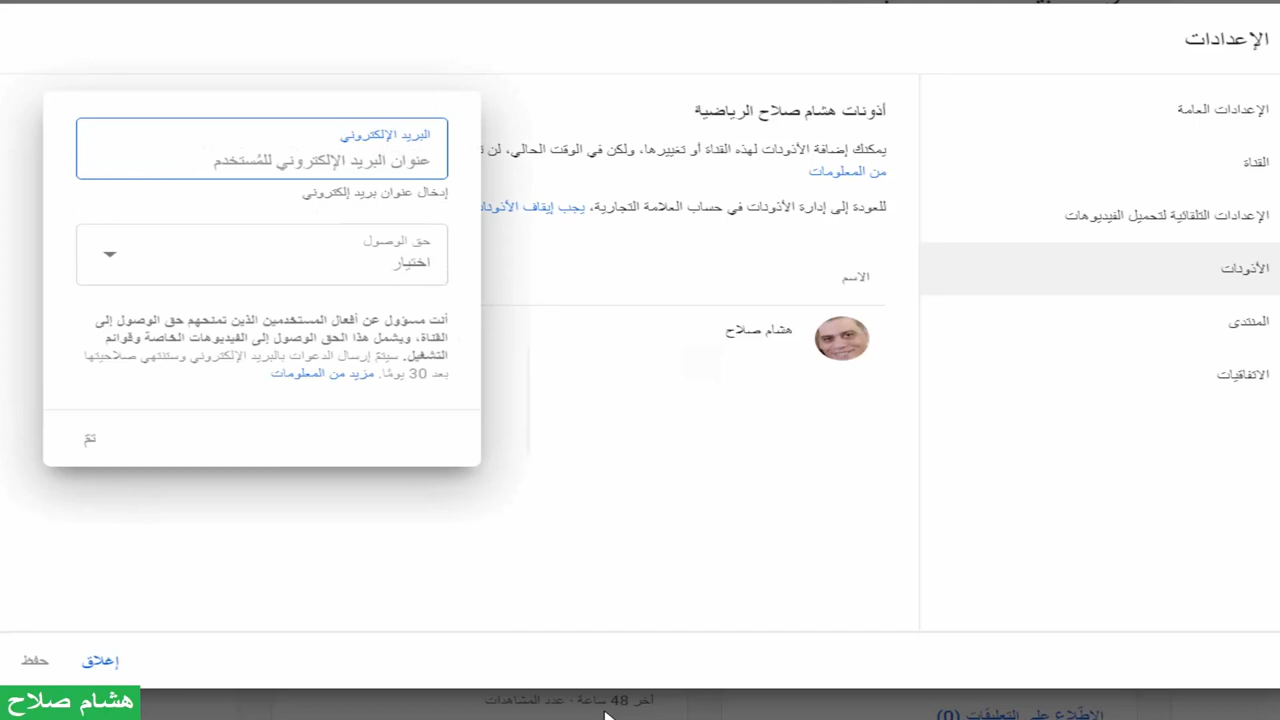 الإعدادات
الإعدادات العامة
القناة
الإعدادات التلقائية لتحميل الفيديوهات
الأذونات
المنتدى
الاتفاقيات
أذونات هشام صلاح الرياضية
يمكنك إضافة الأذونات لهذه القناة أو تغييرها، ولكن في الوقت الحالي، لن
من المعلومات
للعودة إلى إدارة الأذونات في حساب العلامة التجارية، يجب إيقاف
الاسم
هشام صلاح
البريد الإلكتروني
عنوان البريد الإلكتروني للمُستخدم
إدخال عنوان بريد إلكتروني
حق الوصول
اختيار
أنت مسؤول عن أفعال المستخدمين الذين تمنحهم حق الوصول إلى
القناة، ويشمل هذا الحق الوصول إلى الفيديوهات الخاصة وقوائم
التشغيل. سيتمّ إرسال الدعوات بالبريد الإلكتروني وستنتهي صلاحيتها
بعد 30 يومًا. مزيد من المعلومات
تمّ
إغلاق
حفظ
هشام صلاح
آخر 48 ساعة · عدد المشاهدات
الاطّلاع على التعليقات (0)